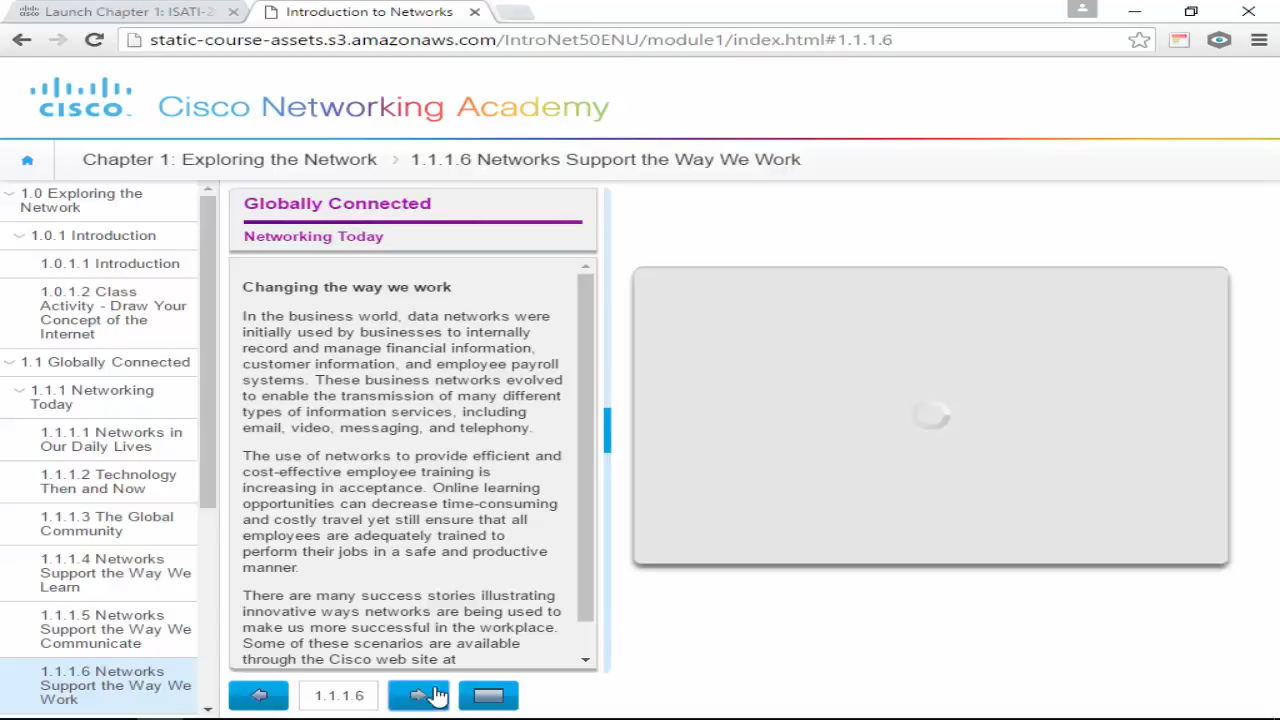 Launch Chapter 1: ISATI-2
Introduction to Networks
static-course-assets.s3.amazonaws.com/IntroNet50ENU/module1/index.html#1.1.1.6
CISCO
Cisco Networking Academy
Chapter 1: Exploring the Network > 1.1.1.6 Networks Support the Way We Work
1.0 Exploring the
Network
1.0.1 Introduction
1.0.1.1 Introduction
1.0.1.2 Class
Activity - Draw Your
Concept of the
Internet
1.1 Globally Connected
1.1.1 Networking
Today
1.1.1.1 Networks in
Our Daily Lives
1.1.1.2 Technology
Then and Now
1.1.1.3 The Global
Community
1.1.1.4 Networks
Support the Way We
Learn
1.1.1.5 Networks
Support the Way We
Communicate
1.1.1.6 Networks
Support the Way We
Work
Globally Connected
Networking Today
Changing the way we work
In the business world, data networks were
initially used by businesses to internally
record and manage financial information,
customer information, and employee payroll
systems. These business networks evolved
to enable the transmission of many different
types of information services, including
email, video, messaging, and telephony.
The use of networks to provide efficient and
cost-effective employee training is
increasing in acceptance. Online learning
opportunities can decrease time-consuming
and costly travel yet still ensure that all
employees are adequately trained to
perform their jobs in a safe and productive
manner.
There are many success stories illustrating
innovative ways networks are being used to
make us more successful in the workplace.
Some of these scenarios are available
through the Cisco web site at
1.1.1.6